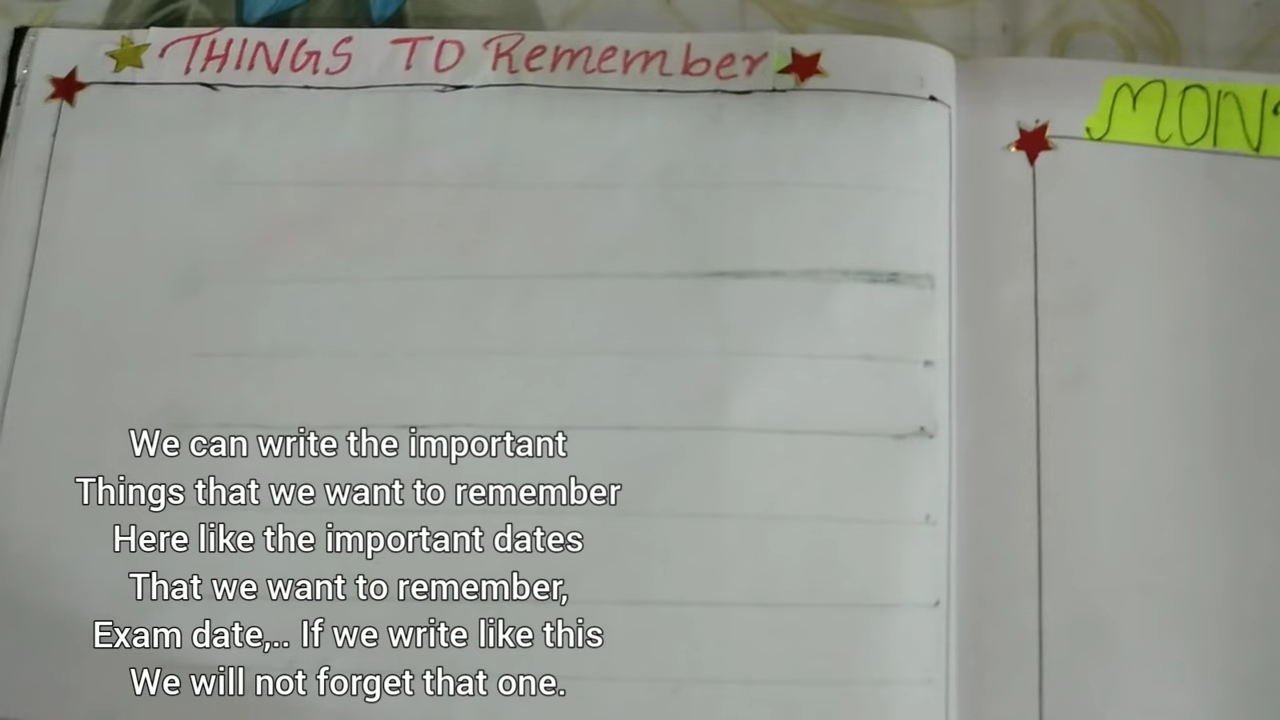 THINGS TO Remember
MON
We can write the important
Things that we want to remember
Here like the important dates
That we want to remember,
Exam date,.. If we write like this
We will not forget that one.